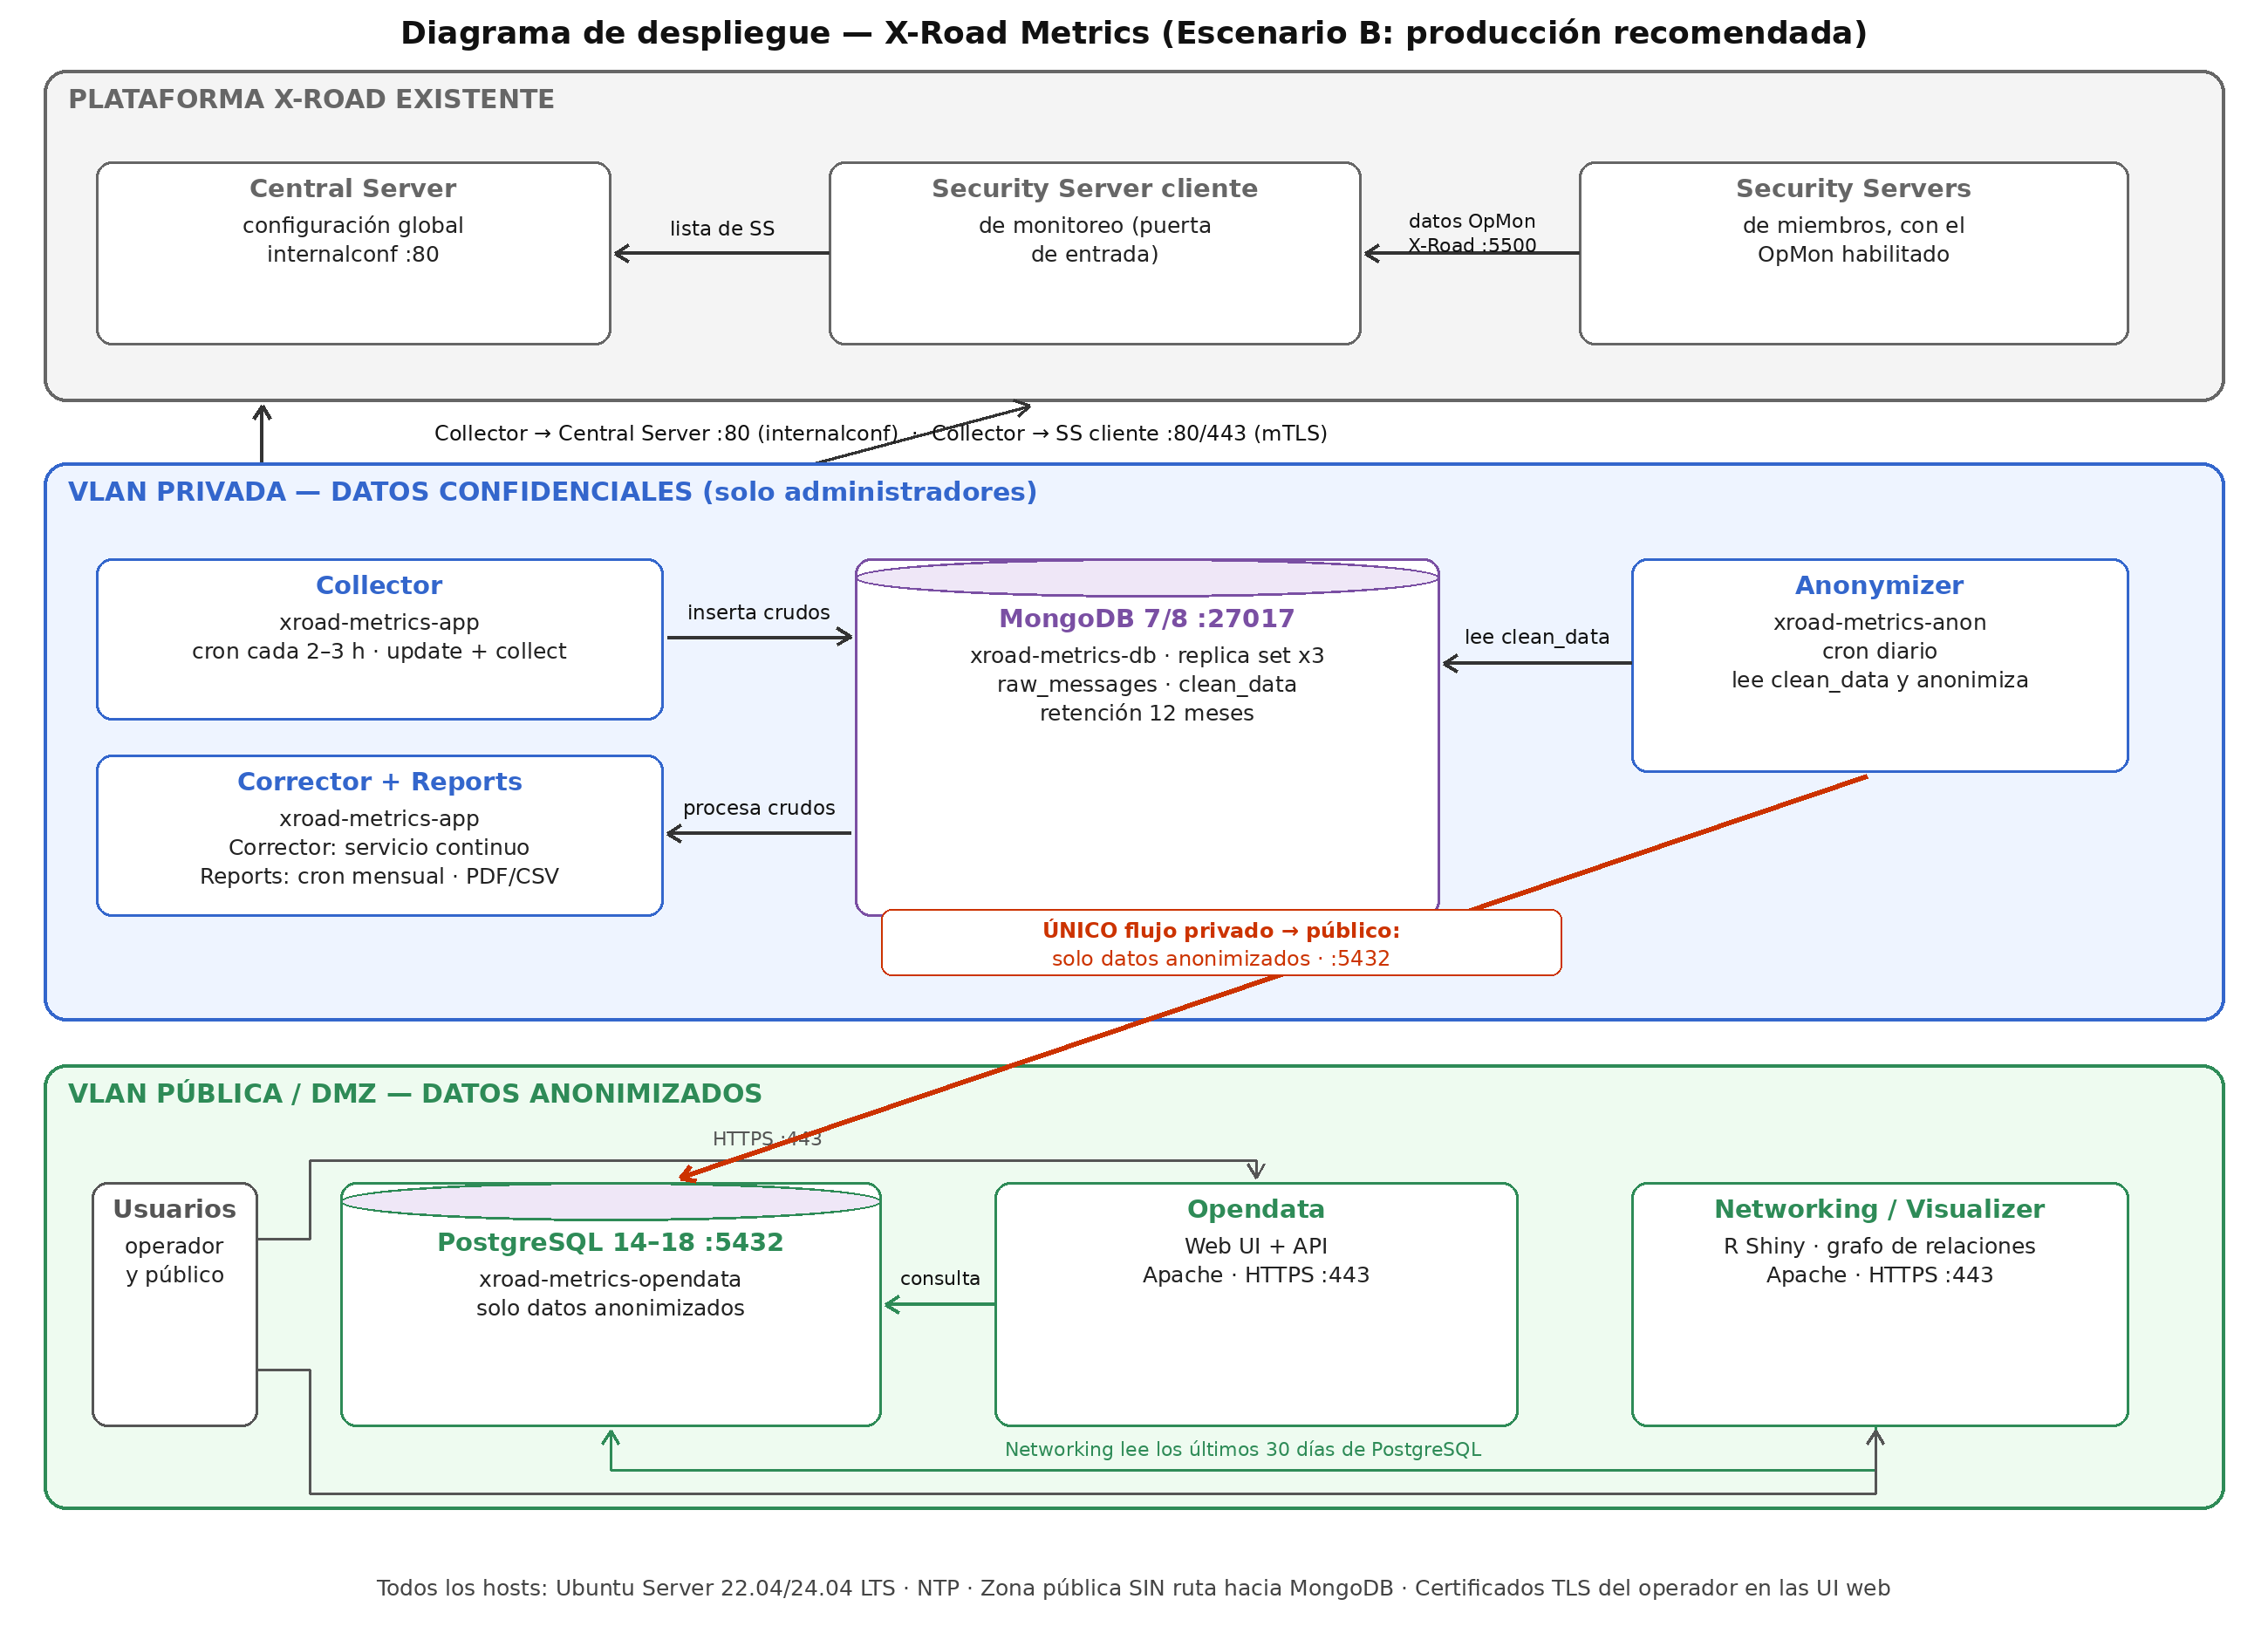 Diagrama de despliegue — X-Road Metrics (Escenario B: producción recomendada)
PLATAFORMA X-ROAD EXISTENTE
Central Server
configuración global
internalconf :80
lista de SS
Security Server cliente
de monitoreo (puerta
de entrada)
datos OpMon
X-Road :5500
Security Servers
de miembros, con el
OpMon habilitado
Collector → Central Server :80 (internalconf)  ·  Collector → SS cliente :80/443 (mTLS)
VLAN PRIVADA — DATOS CONFIDENCIALES (solo administradores)
Collector
xroad-metrics-app
cron cada 2–3 h · update + collect
inserta crudos
MongoDB 7/8 :27017
xroad-metrics-db · replica set x3
raw_messages · clean_data
retención 12 meses
lee clean_data
Anonymizer
xroad-metrics-anon
cron diario
lee clean_data y anonimiza
Corrector + Reports
xroad-metrics-app
Corrector: servicio continuo
Reports: cron mensual · PDF/CSV
procesa crudos
ÚNICO flujo privado → público:
solo datos anonimizados · :5432
VLAN PÚBLICA / DMZ — DATOS ANONIMIZADOS
HTTPS :443
Usuarios
operador
y público
PostgreSQL 14–18 :5432
xroad-metrics-opendata
solo datos anonimizados
consulta
Opendata
Web UI + API
Apache · HTTPS :443
Networking / Visualizer
R Shiny · grafo de relaciones
Apache · HTTPS :443
Networking lee los últimos 30 días de PostgreSQL
Todos los hosts: Ubuntu Server 22.04/24.04 LTS · NTP · Zona pública SIN ruta hacia MongoDB · Certificados TLS del operador en las UI web